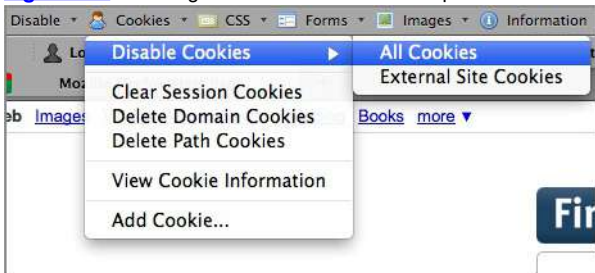 Disable Cookies CSS Forms Images Information
Disable Cookies All Cookies
External Site Cookies
Clear Session Cookies
Delete Domain Cookies
Delete Path Cookies
Images Books more
View Cookie Information
Add Cookie...